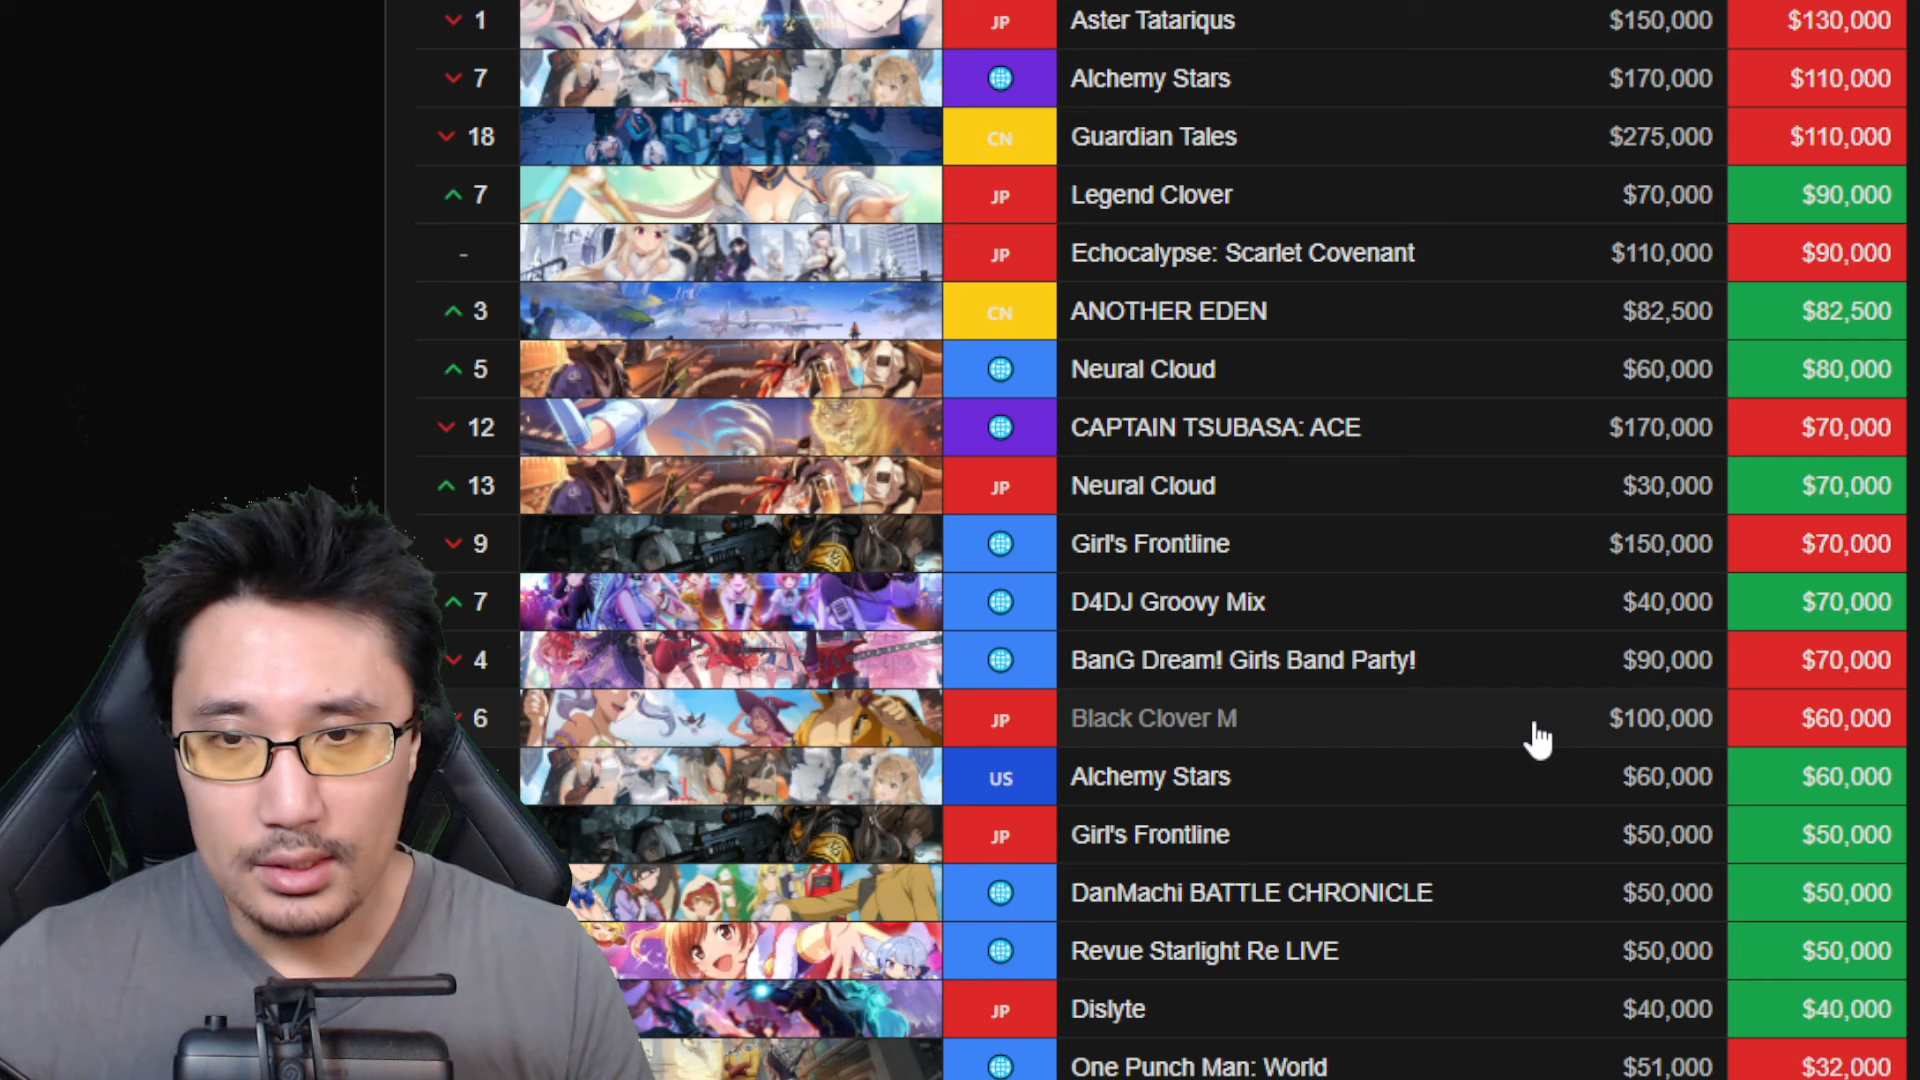 1 JP Aster Tatariqus $150,000 $130,000
7 Alchemy Stars $170,000 $110,000
18 CN Guardian Tales $275,000 $110,000
7 JP Legend Clover $70,000 $90,000
- JP Echocalypse: Scarlet Covenant $110,000 $90,000
3 CN ANOTHER EDEN $82,500 $82,500
5 Neural Cloud $60,000 $80,000
12 CAPTAIN TSUBASA: ACE $170,000 $70,000
13 JP Neural Cloud $30,000 $70,000
9 Girl's Frontline $150,000 $70,000
7 D4DJ Groovy Mix $40,000 $70,000
4 BanG Dream! Girls Band Party! $90,000 $70,000
6 JP Black Clover M $100,000 $60,000
US Alchemy Stars $60,000 $60,000
JP Girl's Frontline $50,000 $50,000
DanMachi BATTLE CHRONICLE $50,000 $50,000
Revue Starlight Re LIVE $50,000 $50,000
JP Dislyte $40,000 $40,000
One Punch Man: World $51,000 $32,000